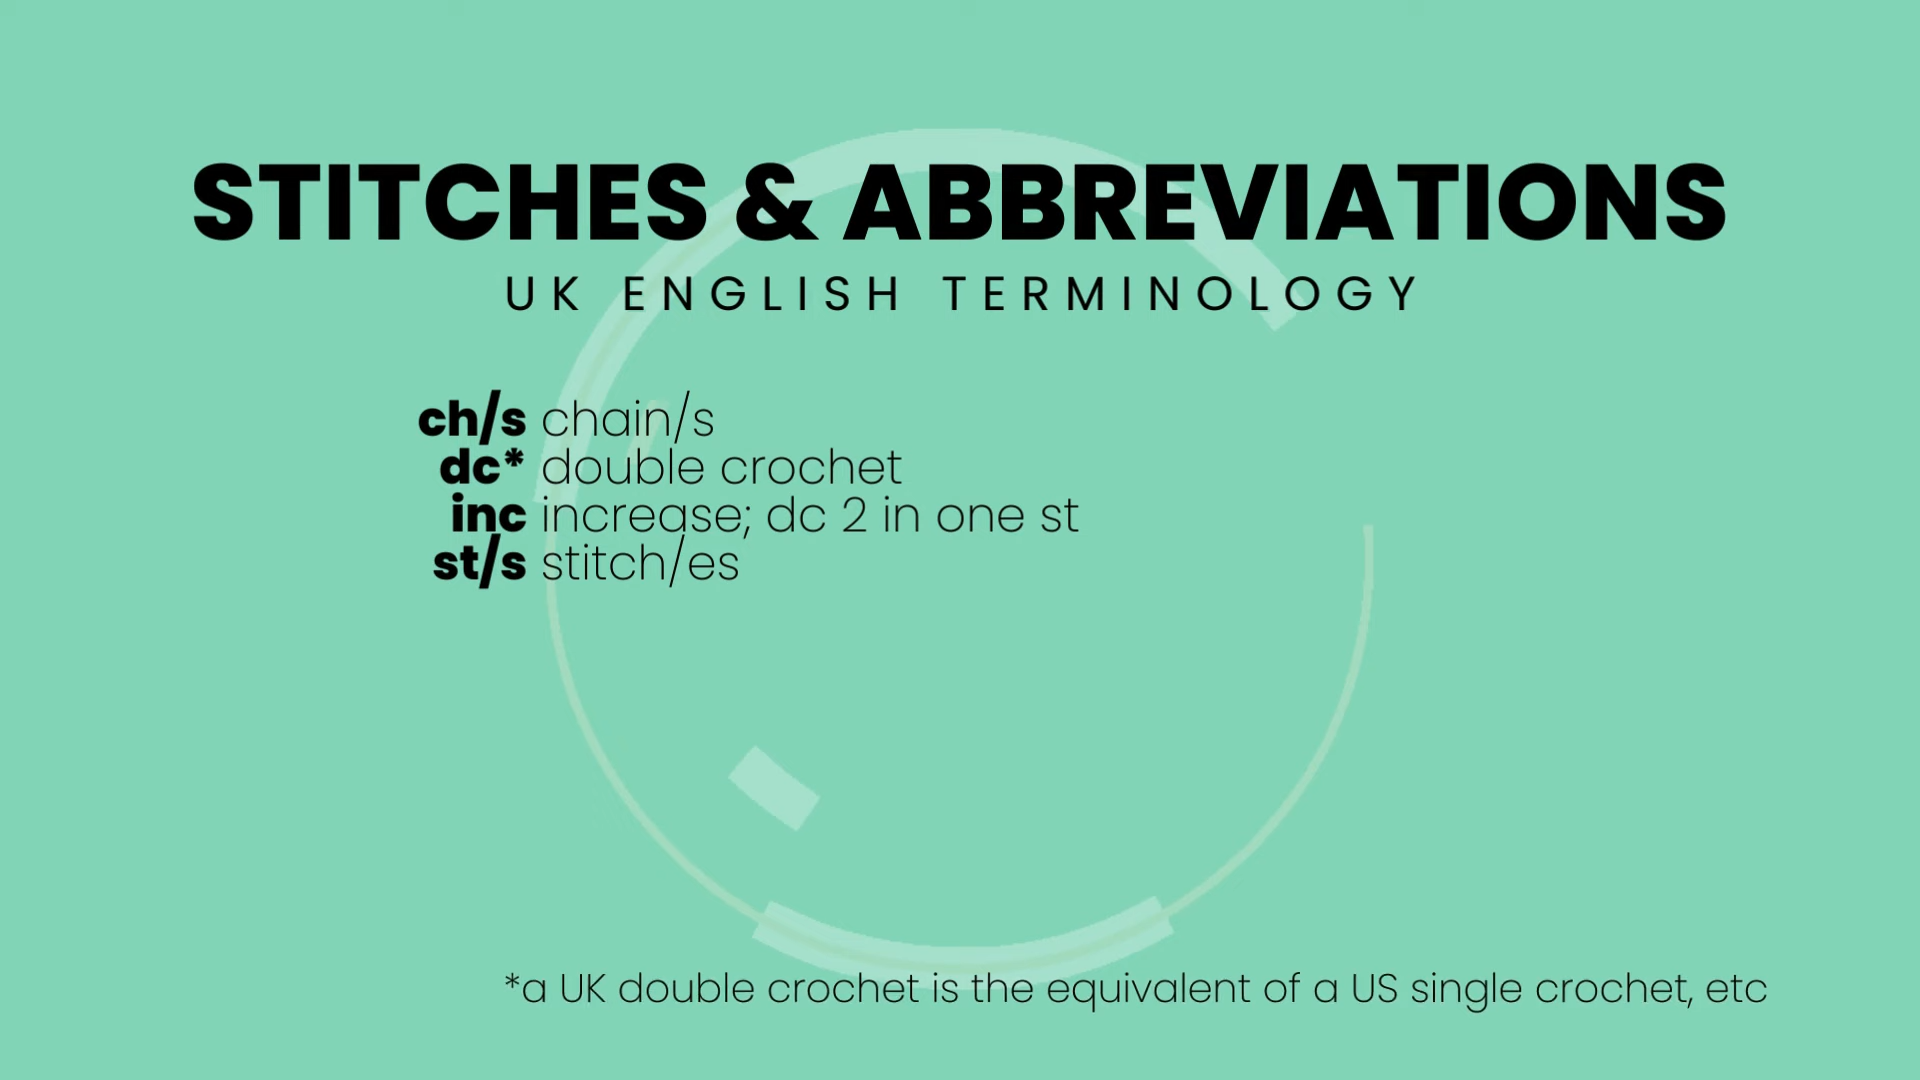 STITCHES & ABBREVIATIONS
UK ENGLISH TERMINOLOGY
ch/s chain/s
dc* double crochet
inc increase; dc 2 in one st
st/s stitch/es
*a UK double crochet is the equivalent of a US single crochet, etc